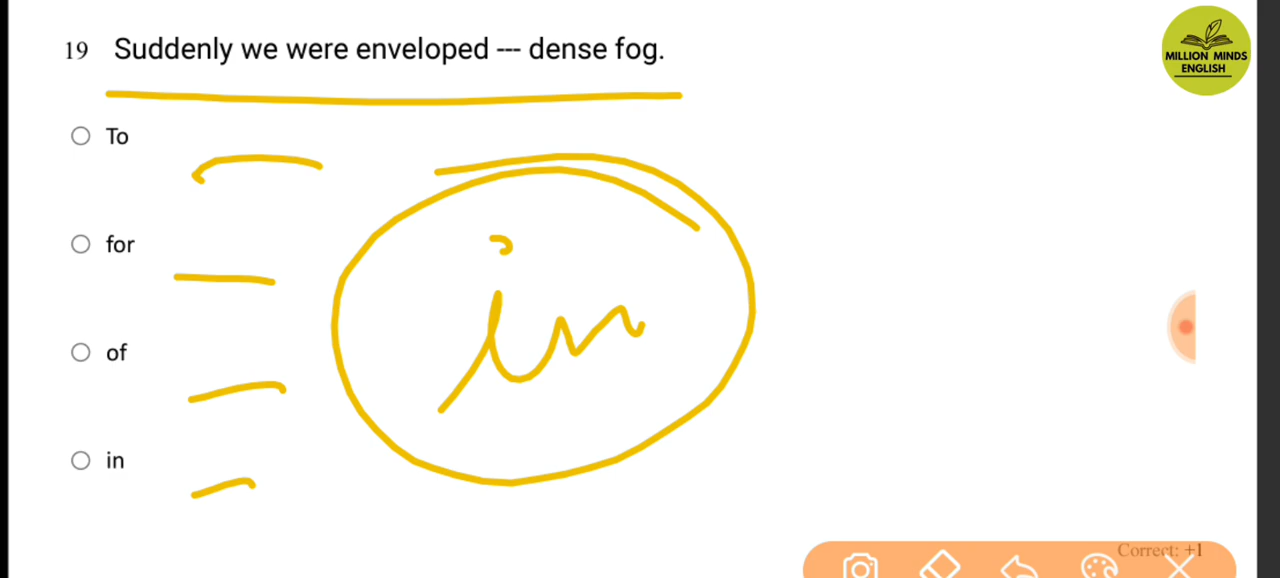 19 Suddenly we were enveloped --- dense fog.
MILLION MINDS
ENGLISH
To
for
in
of
in
Correct: +1